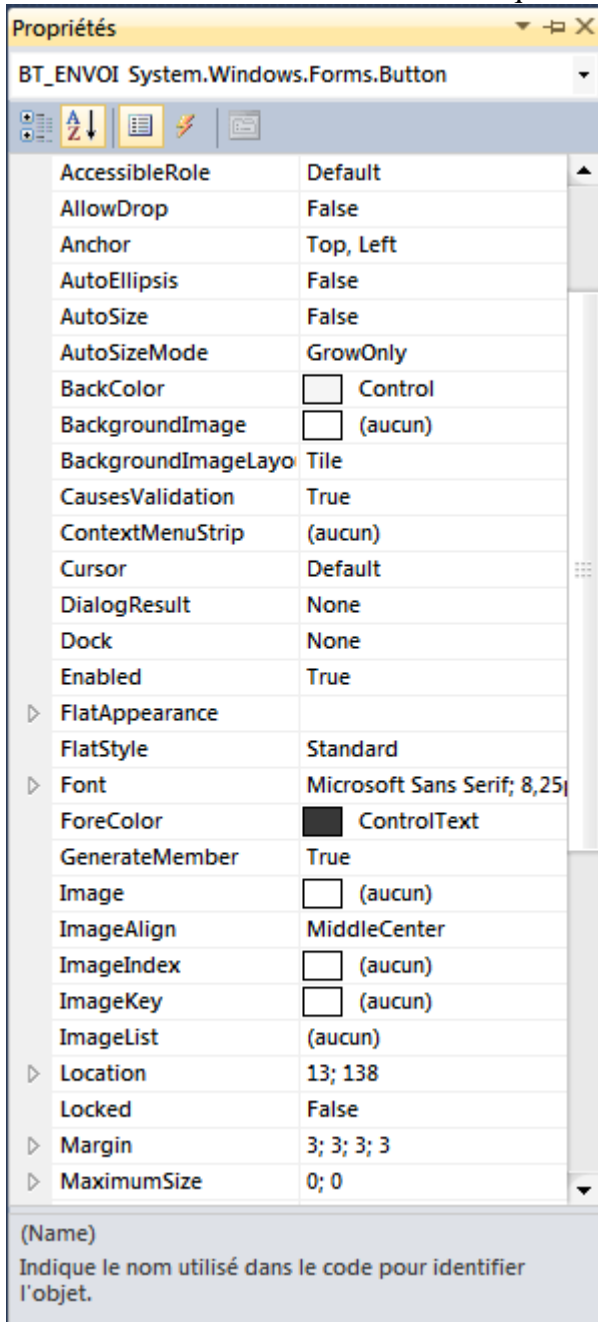 Propriétés
BT_ENVOI System.Windows.Forms.Button
AccessibleRole Default
AllowDrop False
Anchor Top, Left
AutoEllipsis False
AutoSize False
AutoSizeMode GrowOnly
BackColor Control
BackgroundImage (aucun)
BackgroundImageLayo Tile
CausesValidation True
ContextMenuStrip (aucun)
Cursor Default
DialogResult None
Dock None
Enabled True
FlatAppearance
FlatStyle Standard
Font Microsoft Sans Serif; 8,25p
ForeColor ControlText
GenerateMember True
Image (aucun)
ImageAlign MiddleCenter
ImageIndex (aucun)
ImageKey (aucun)
ImageList (aucun)
Location 13; 138
Locked False
Margin 3; 3; 3; 3
MaximumSize 0; 0
(Name)
Indique le nom utilisé dans le code pour identifier
l'objet.